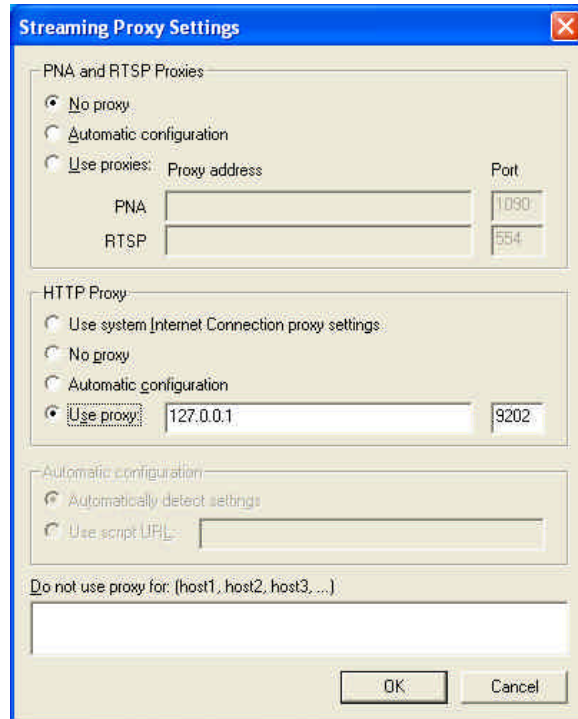 Streaming Proxy Settings
PNA and RTSP Proxies
No proxy
Automatic configuration
Use proxies: Proxy address Port
PNA 1090
RTSP 554
HTTP Proxy
Use system Internet Connection proxy settings
No proxy
Automatic configuration
Use proxy: 127.0.0.1 9202
Automatic configuration
Automatically detect settings
Use script URL:
Do not use proxy for: (host1, host2, host3, ...)
OK Cancel